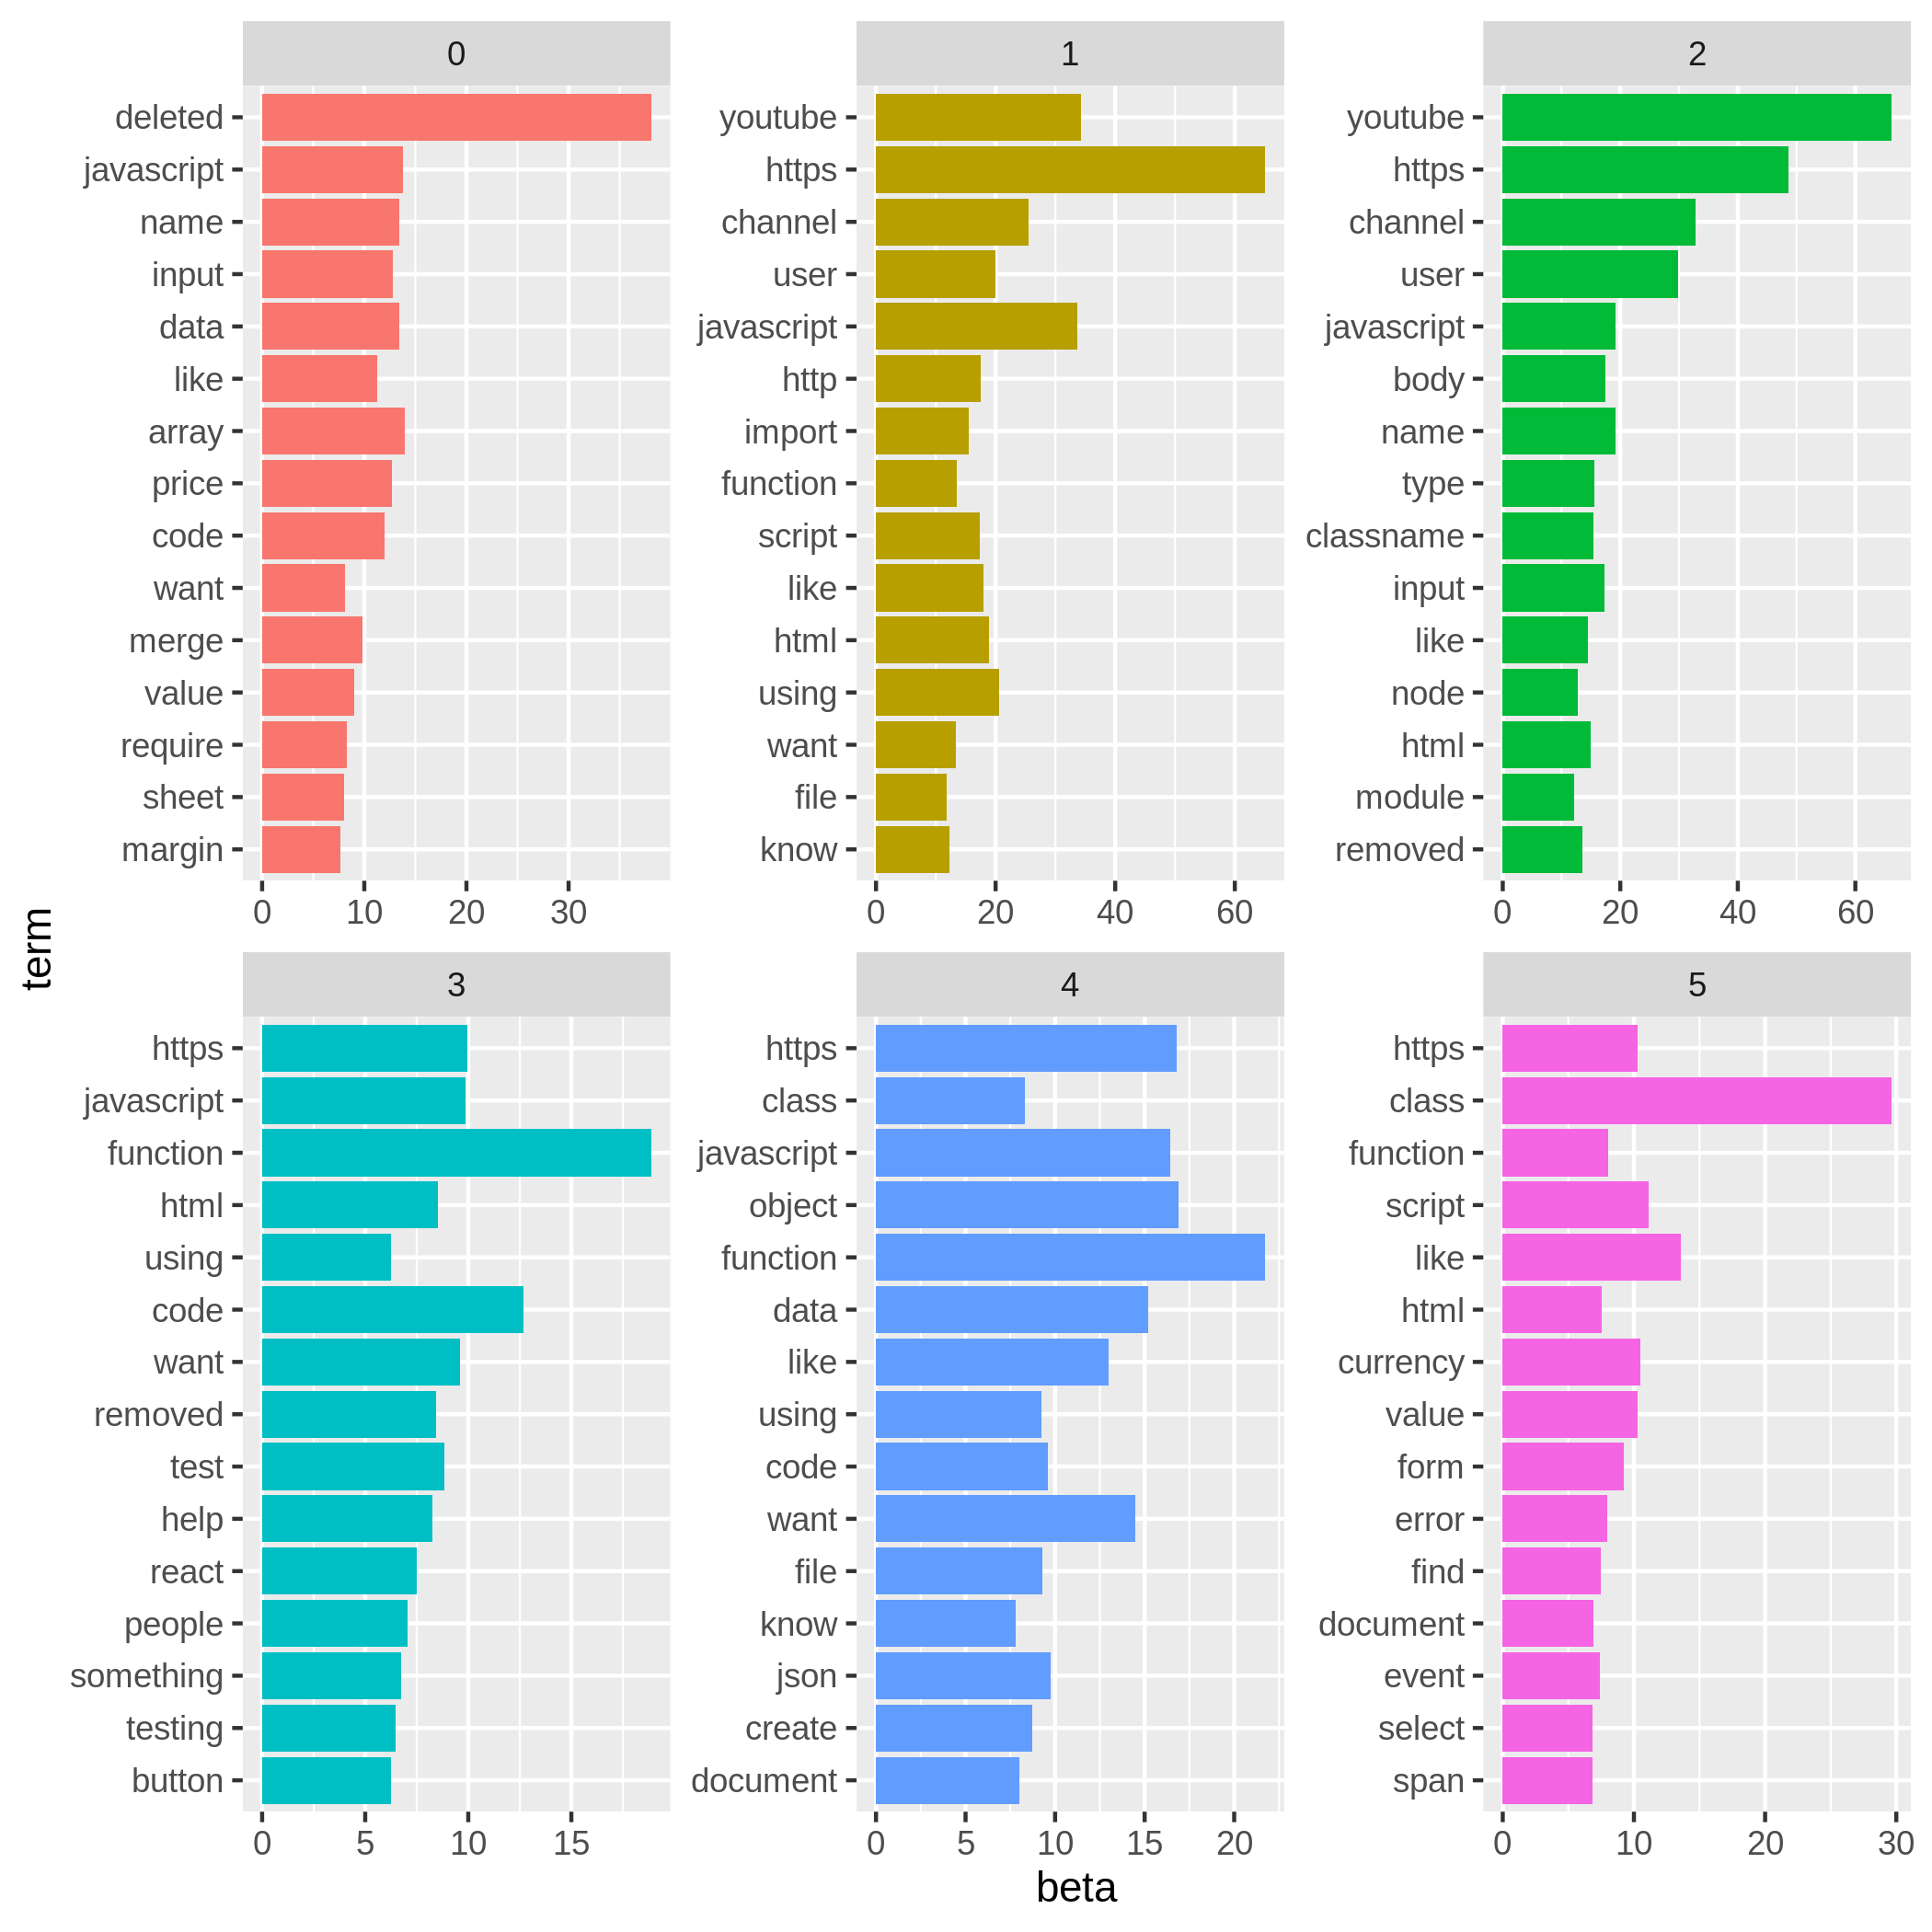 term
0
deleted
javascript
name
input
data
like
array
price
code
want
merge
value
require
sheet
margin
0 10 20 30
1
youtube
https
channel
user
javascript
http
import
function
script
like
html
using
want
file
know
0 20 40 60
2
youtube
https
channel
user
javascript
body
name
type
classname
input
like
node
html
module
removed
0 20 40 60
3
https
javascript
function
html
using
code
want
removed
test
help
react
people
something
testing
button
0 5 10 15
4
https
class
javascript
object
function
data
like
using
code
want
file
know
json
create
document
0 5 10 15 20
5
https
class
function
script
like
html
currency
value
form
error
find
document
event
select
span
0 10 20 30
beta